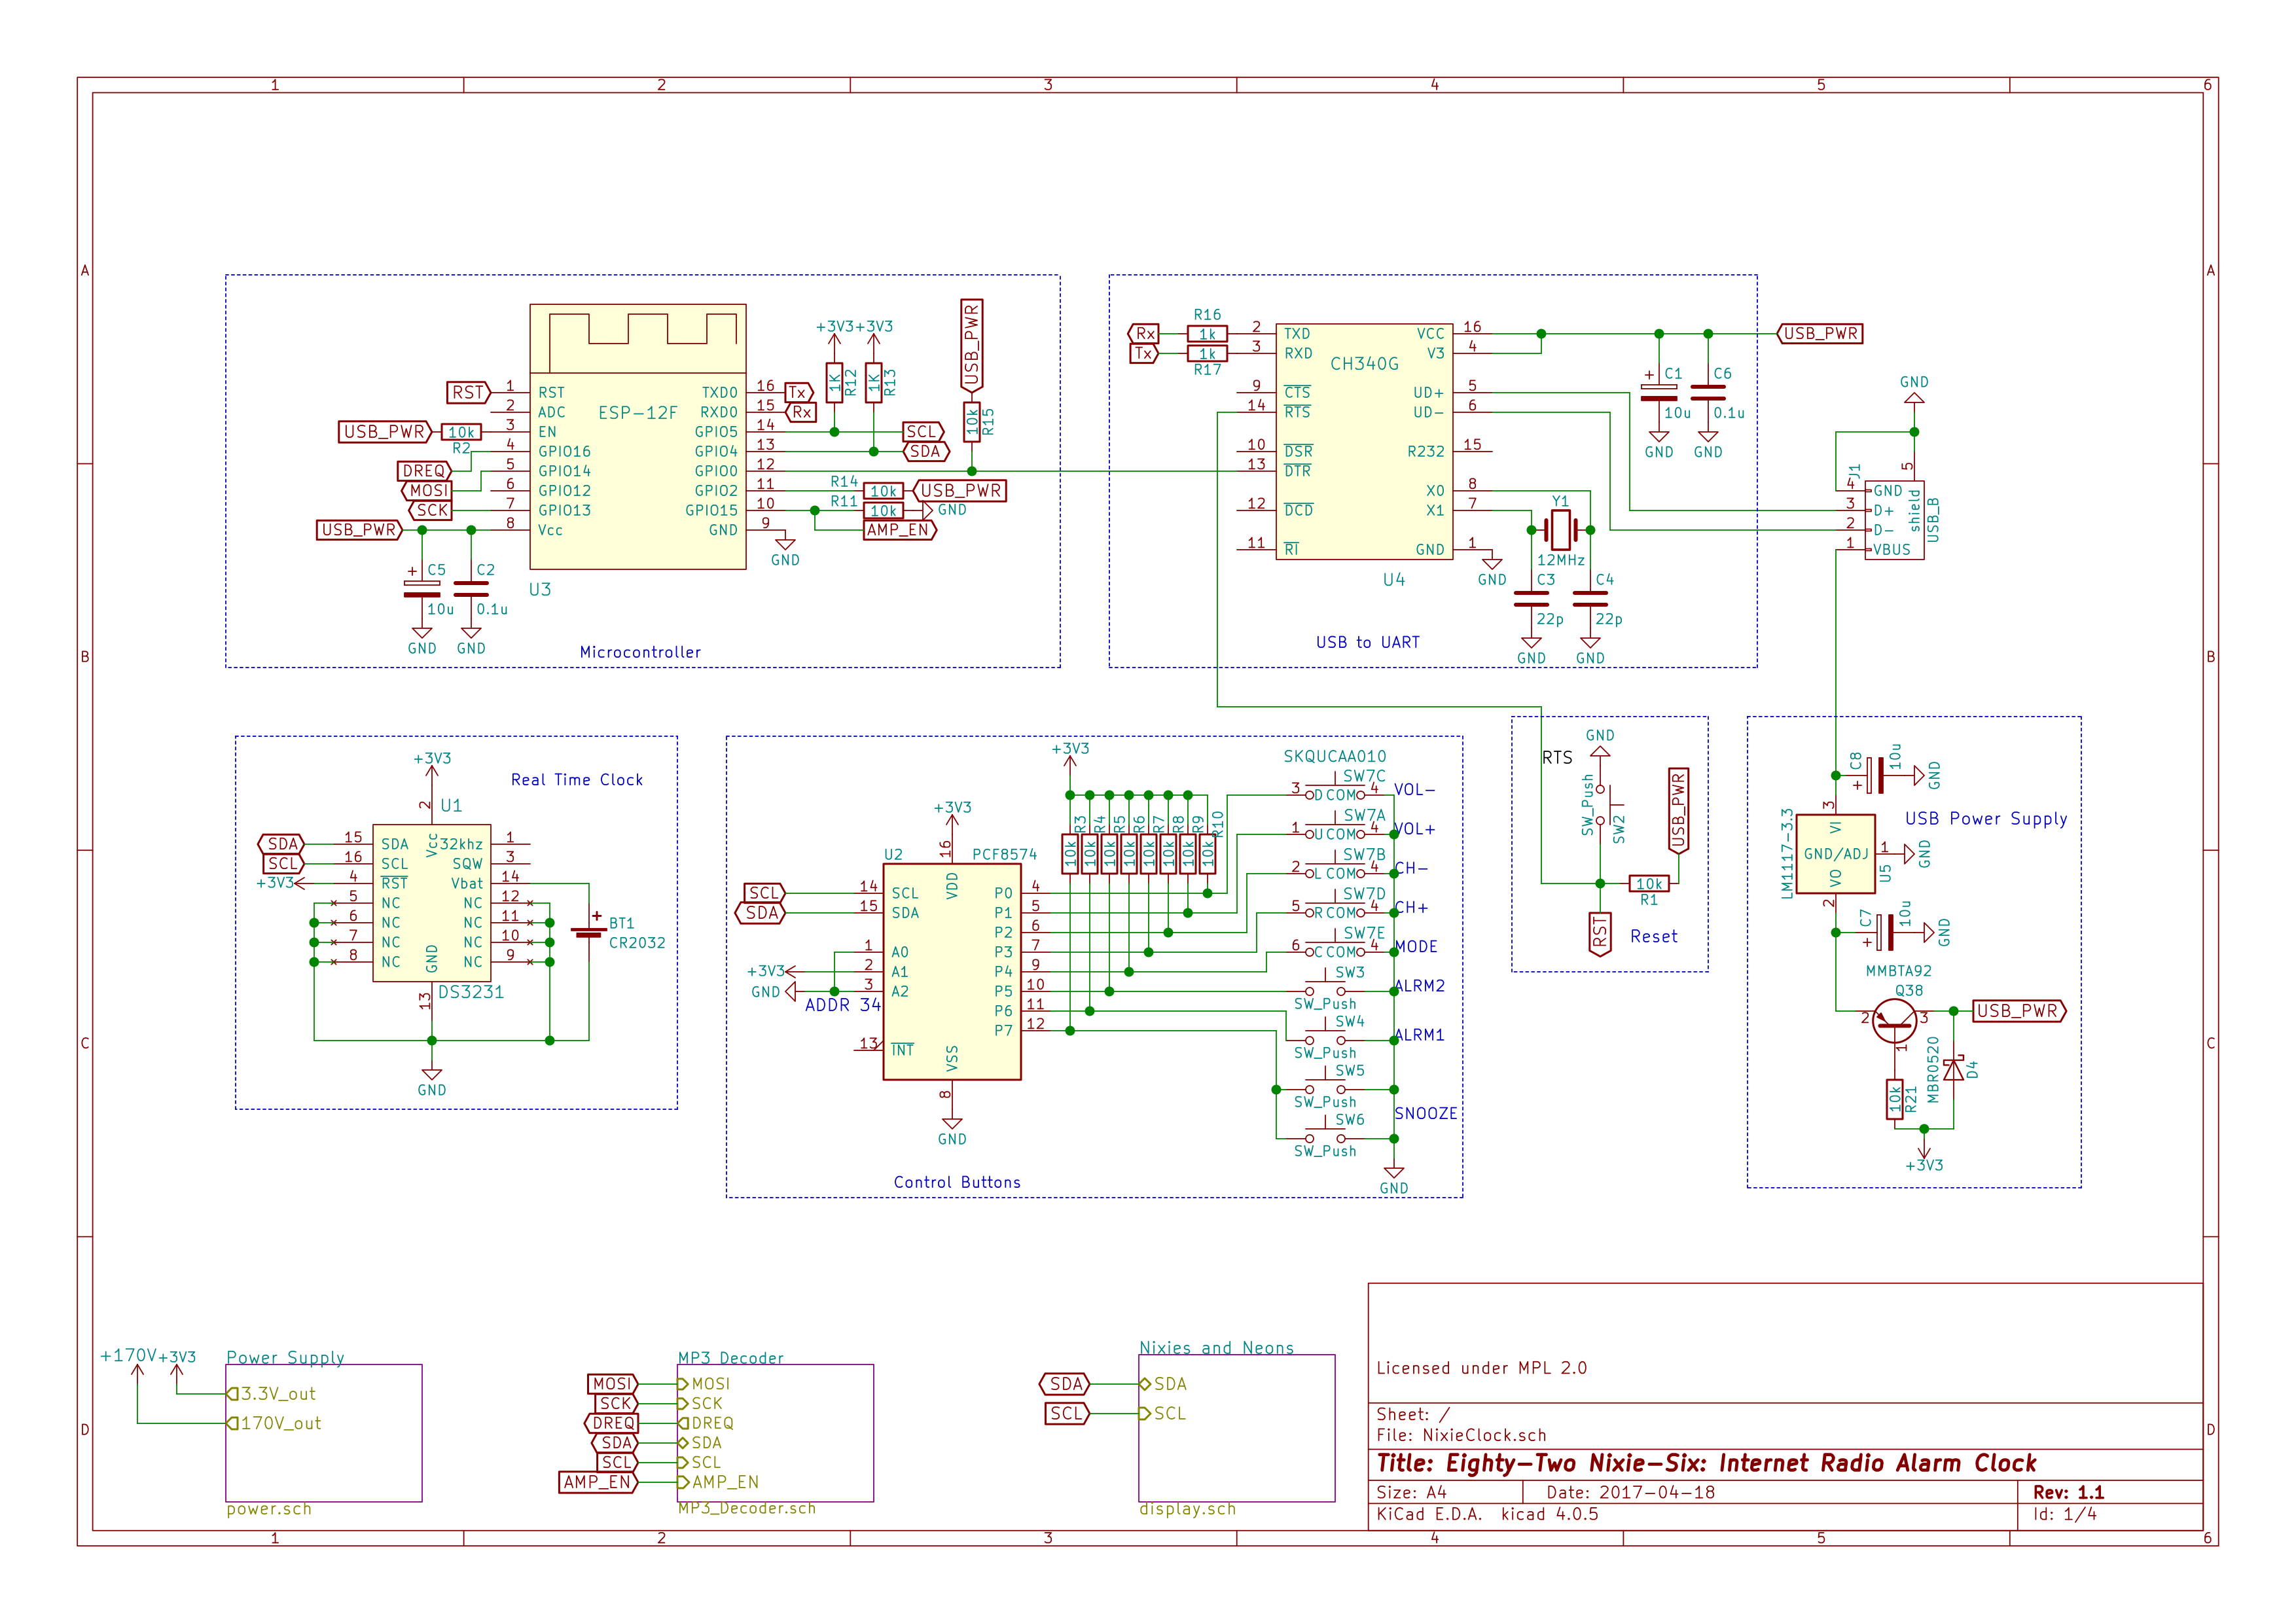 1 2 3 4 5 6
A A
B B
C C
D D
1 2 3 4 5 6
ESP-12F
U3
1 RST
2 ADC
3 EN
4 GPIO16
5 GPIO14
6 GPIO12
7 GPIO13
8 Vcc
TXD0 16
RXD0 15
GPIO5 14
GPIO4 13
GPIO0 12
GPIO2 11
GPIO15 10
GND 9
RST
USB_PWR
10k
R2
DREQ
MOSI
SCK
USB_PWR
+ C5
10u
GND
C2
0.1u
GND
Tx
Rx
+3V3
+3V3
1K
R12
1K
R13
SCL
SDA
USB_PWR
10k
R15
R14
10k
USB_PWR
R11
10k
GND
AMP_EN
GND
Microcontroller
Rx
Tx
R16
1k
1k
R17
CH340G
U4
2 TXD
3 RXD
9 CTS
14 RTS
10 DSR
13 DTR
12 DCD
11 RI
VCC 16
V3 4
UD+ 5
UD- 6
R232 15
X0 8
X1 7
GND 1
GND
Y1
12MHz
C3
22p
GND
C4
22p
GND
+ C1
10u
GND
C6
0.1u
GND
USB_PWR
USB to UART
GND
J1
5
shield
USB_B
4 GND
3 D+
2 D-
1 VBUS
Real Time Clock
+3V3
2
U1
Vcc
SDA
SCL
+3V3
15 SDA
16 SCL
4 RST
5 NC
6 NC
7 NC
8 NC
32khz 1
SQW 3
Vbat 14
NC 12
NC 11
NC 10
NC 9
GND
13
DS3231
+
BT1
CR2032
GND
+3V3
16
U2
PCF8574
VDD
SCL
SDA
14 SCL
15 SDA
1 A0
2 A1
3 A2
13 INT
+3V3
GND
ADDR 34
P0 4
P1 5
P2 6
P3 7
P4 9
P5 10
P6 11
P7 12
VSS
8
GND
+3V3
10k R3
10k R4
10k R5
10k R6
10k R7
10k R8
10k R9
10k R10
SKQUCAA010
SW7C
3 D COM 4
VOL-
SW7A
1 U COM 4
VOL+
SW7B
2 L COM 4
CH-
SW7D
5 R COM 4
CH+
SW7E
6 C COM 4
MODE
SW3
SW_Push
ALRM2
SW4
SW_Push
ALRM1
SW5
SW_Push
SNOOZE
SW6
SW_Push
GND
Control Buttons
RTS
GND
SW_Push
SW2
USB_PWR
10k
R1
RST
Reset
C8
10u
+
GND
3
VI
LM1117-3.3
GND/ADJ
1
GND
U5
VO
2
USB Power Supply
C7
10u
+
GND
MMBTA92
Q38
2
3
1
USB_PWR
10k
R21
MBR0520
D4
+3V3
+170V
+3V3
Power Supply
3.3V_out
170V_out
power.sch
MP3 Decoder
MOSI MOSI
SCK SCK
DREQ DREQ
SDA SDA
SCL SCL
AMP_EN AMP_EN
MP3_Decoder.sch
Nixies and Neons
SDA SDA
SCL SCL
display.sch
Licensed under MPL 2.0
Sheet: /
File: NixieClock.sch
Title: Eighty-Two Nixie-Six: Internet Radio Alarm Clock
Size: A4 Date: 2017-04-18 Rev: 1.1
KiCad E.D.A. kicad 4.0.5 Id: 1/4